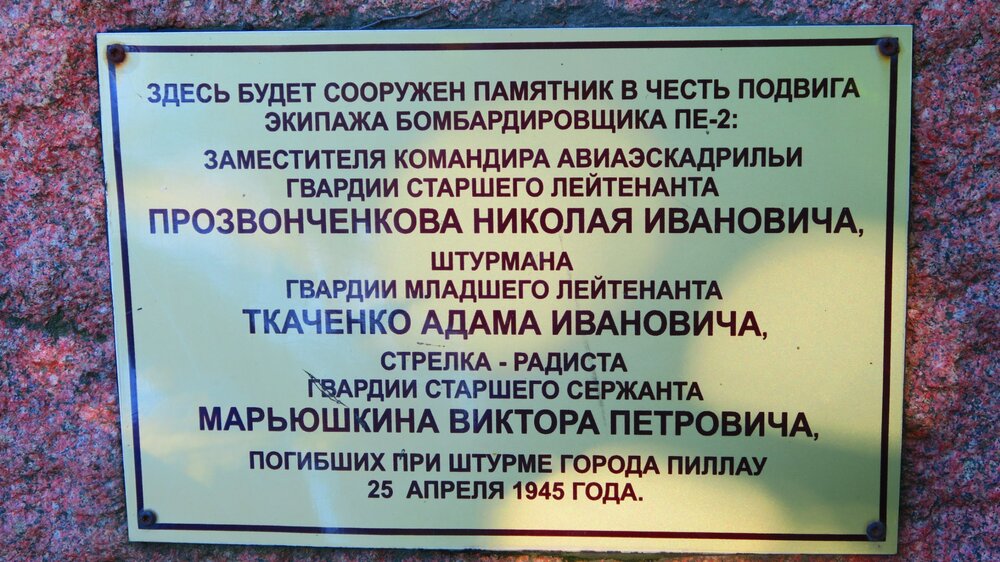 ЗДЕСЬ БУДЕТ СООРУЖЕН ПАМЯТНИК В ЧЕСТЬ ПОДВИГА
ЭКИПАЖА БОМБАРДИРОВЩИКА ПЕ-2:
ЗАМЕСТИТЕЛЯ КОМАНДИРА АВИАЭСКАДРИЛЬИ
ГВАРДИИ СТАРШЕГО ЛЕЙТЕНАНТА
ПРОЗВОНЧЕНКОВА НИКОЛАЯ ИВАНОВИЧА,
ШТУРМАНА
ГВАРДИИ МЛАДШЕГО ЛЕЙТЕНАНТА
ТКАЧЕНКО АДАМА ИВАНОВИЧА,
СТРЕЛКА - РАДИСТА
ГВАРДИИ СТАРШЕГО СЕРЖАНТА
МАРЬЮШКИНА ВИКТОРА ПЕТРОВИЧА,
ПОГИБШИХ ПРИ ШТУРМЕ ГОРОДА ПИЛЛАУ
25 АПРЕЛЯ 1945 ГОДА.